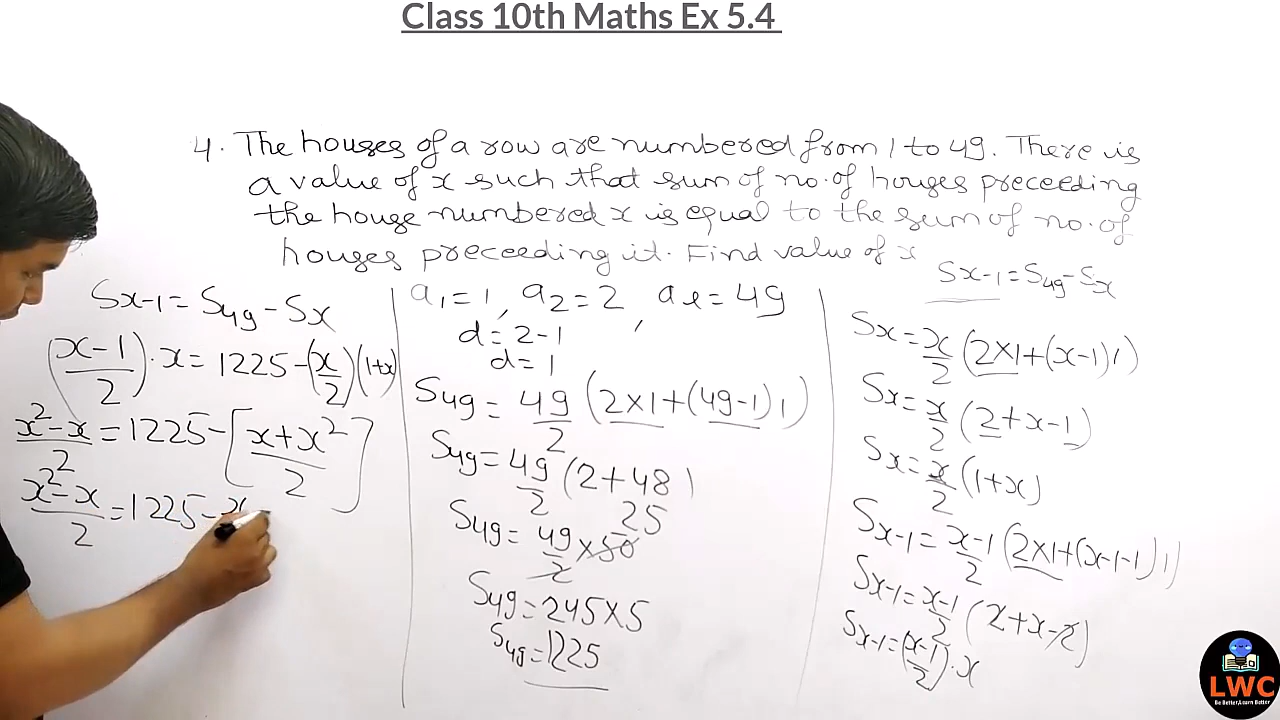 Class 10th Maths Ex 5.4
4. The houses of a row are numbered from 1 to 49. There is
a value of x such that sum of no. of houses preceeding
the house numbered x is equal to the sum of no. of
houses preceeding it. Find value of x
Sx-1 = S49 - Sx
(x-1/2)·x = 1225-(x/2)(1+x)
x²-x/2 = 1225-[x+x²/2]
x²-x/2 = 1225-x
a1=1, a2=2, al=49
d=2-1
d=1
S49 = 49/2 (2×1+(49-1)1)
S49 = 49/2 (2+48)
S49 = 49/2 × 50 25
S49 = 245×5
S49 = 1225
Sx-1 = S49 - Sx
Sx = x/2 (2×1+(x-1)1)
Sx = x/2 (2+x-1)
Sx = x/2 (1+x)
Sx-1 = x-1/2 (2×1+(x-1-1)1)
Sx-1 = x-1/2 (2+x-2)
Sx-1 = (x-1/2)·x
LWC
Be Better,Learn Better